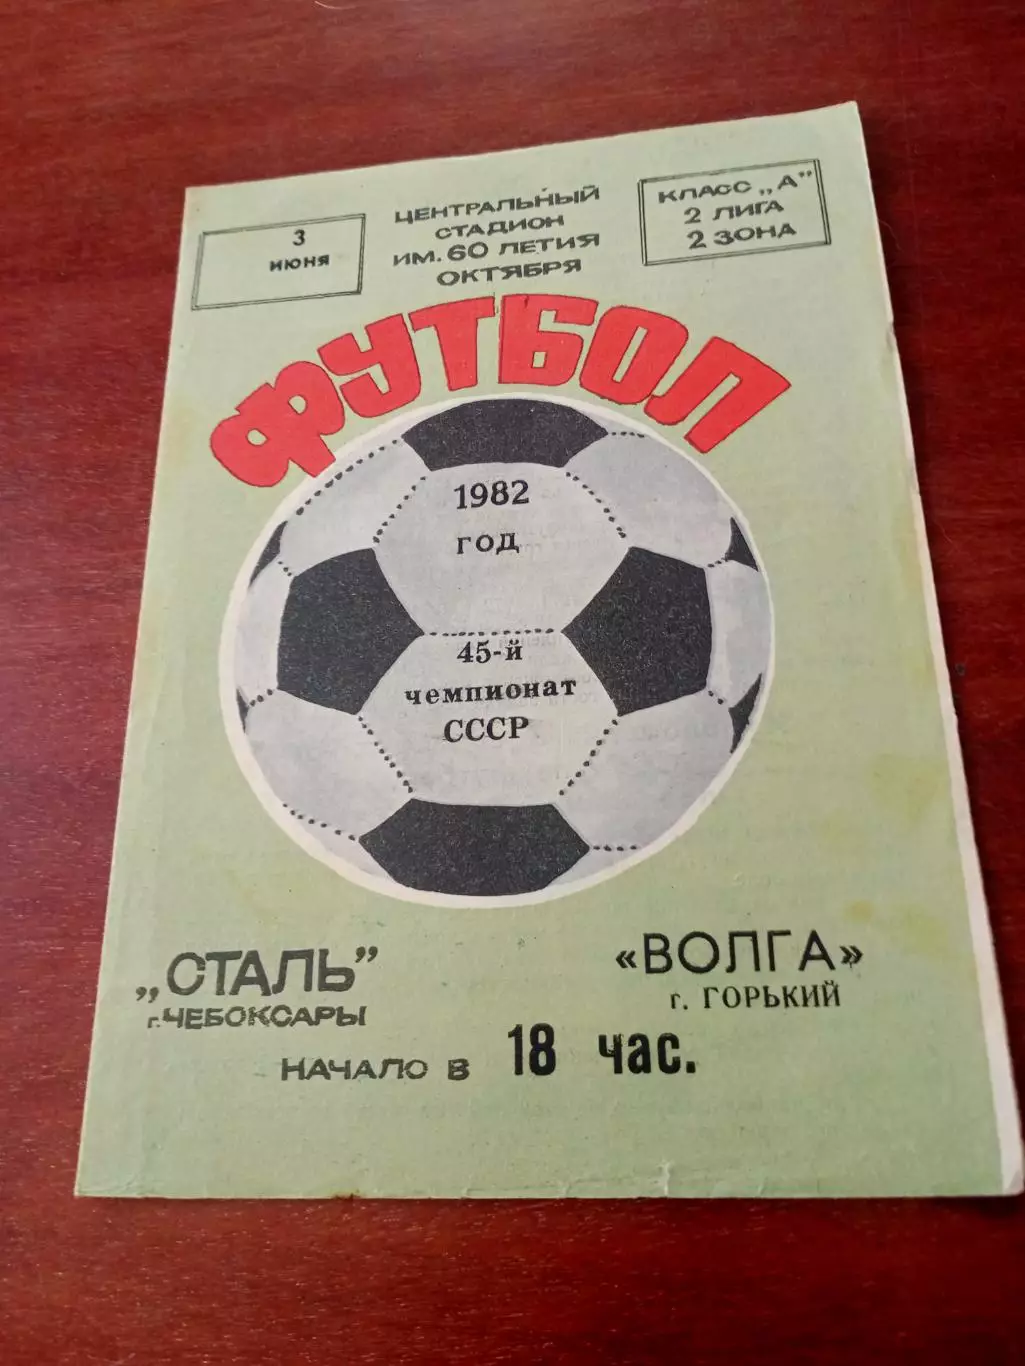 3
ИЮНЯ
ЦЕНТРАЛЬНЫЙ
СТАДИОН
ИМ. 60 ЛЕТИЯ
ОКТЯБРЯ
КЛАСС „А"
2 ЛИГА
2 ЗОНА
ФУТБОЛ
1982
ГОД
45-й
чемпионат
СССР
„СТАЛЬ"
г. ЧЕБОКСАРЫ
«ВОЛГА»
г. ГОРЬКИЙ
НАЧАЛО В 18 час.